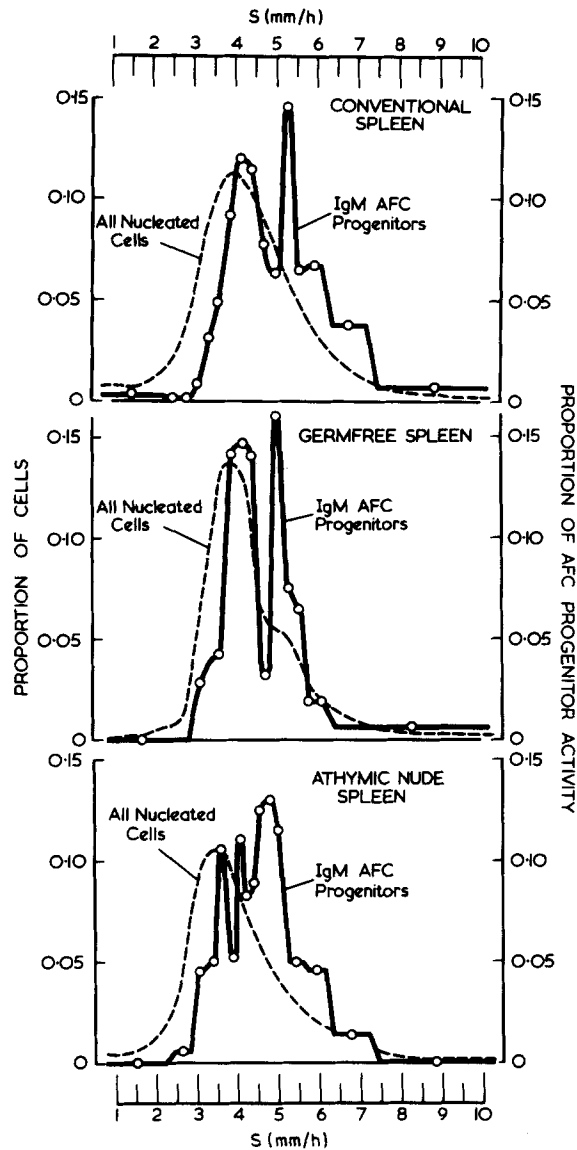 S (mm/h)
1 2 3 4 5 6 7 8 9 10
0·15
0·10
0·05
0
0·15
0·10
0·05
0
CONVENTIONAL
SPLEEN
All Nucleated
Cells
IgM AFC
Progenitors
0·15
0·10
0·05
0
0·15
0·10
0·05
0
GERMFREE SPLEEN
All Nucleated
Cells
IgM AFC
Progenitors
PROPORTION OF CELLS
PROPORTION OF AFC PROGENITOR ACTIVITY
0·15
0·10
0·05
0
0·15
0·10
0·05
0
ATHYMIC NUDE
SPLEEN
All Nucleated
Cells
IgM AFC
Progenitors
1 2 3 4 5 6 7 8 9 10
S (mm/h)